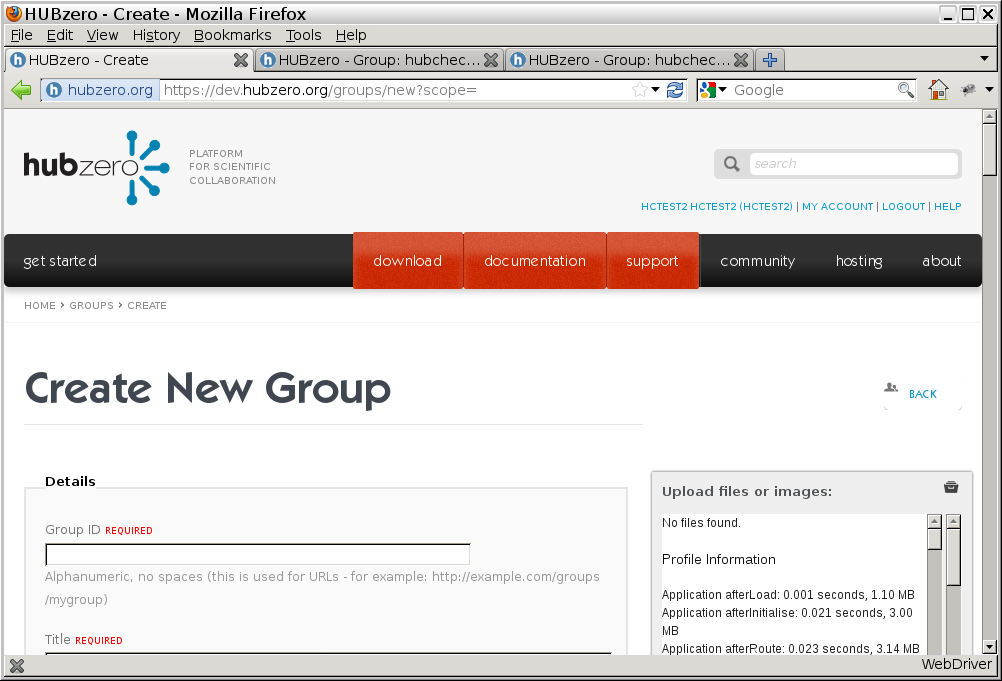 HUBzero - Create - Mozilla Firefox
File Edit View History Bookmarks Tools Help
HUBzero - Create HUBzero - Group: hubchec... HUBzero - Group: hubchec...
hubzero.org https://dev.hubzero.org/groups/new?scope= Google
hubzero
PLATFORM
FOR SCIENTIFIC
COLLABORATION
search
HCTEST2 HCTEST2 (HCTEST2) | MY ACCOUNT | LOGOUT | HELP
get started download documentation support community hosting about
HOME › GROUPS › CREATE
Create New Group
BACK
Details
Group ID REQUIRED
Alphanumeric, no spaces (this is used for URLs - for example: http://example.com/groups
/mygroup)
Title REQUIRED
Upload files or images:
No files found.
Profile Information
Application afterLoad: 0.001 seconds, 1.10 MB
Application afterInitialise: 0.021 seconds, 3.00
MB
Application afterRoute: 0.023 seconds, 3.14 MB
WebDriver